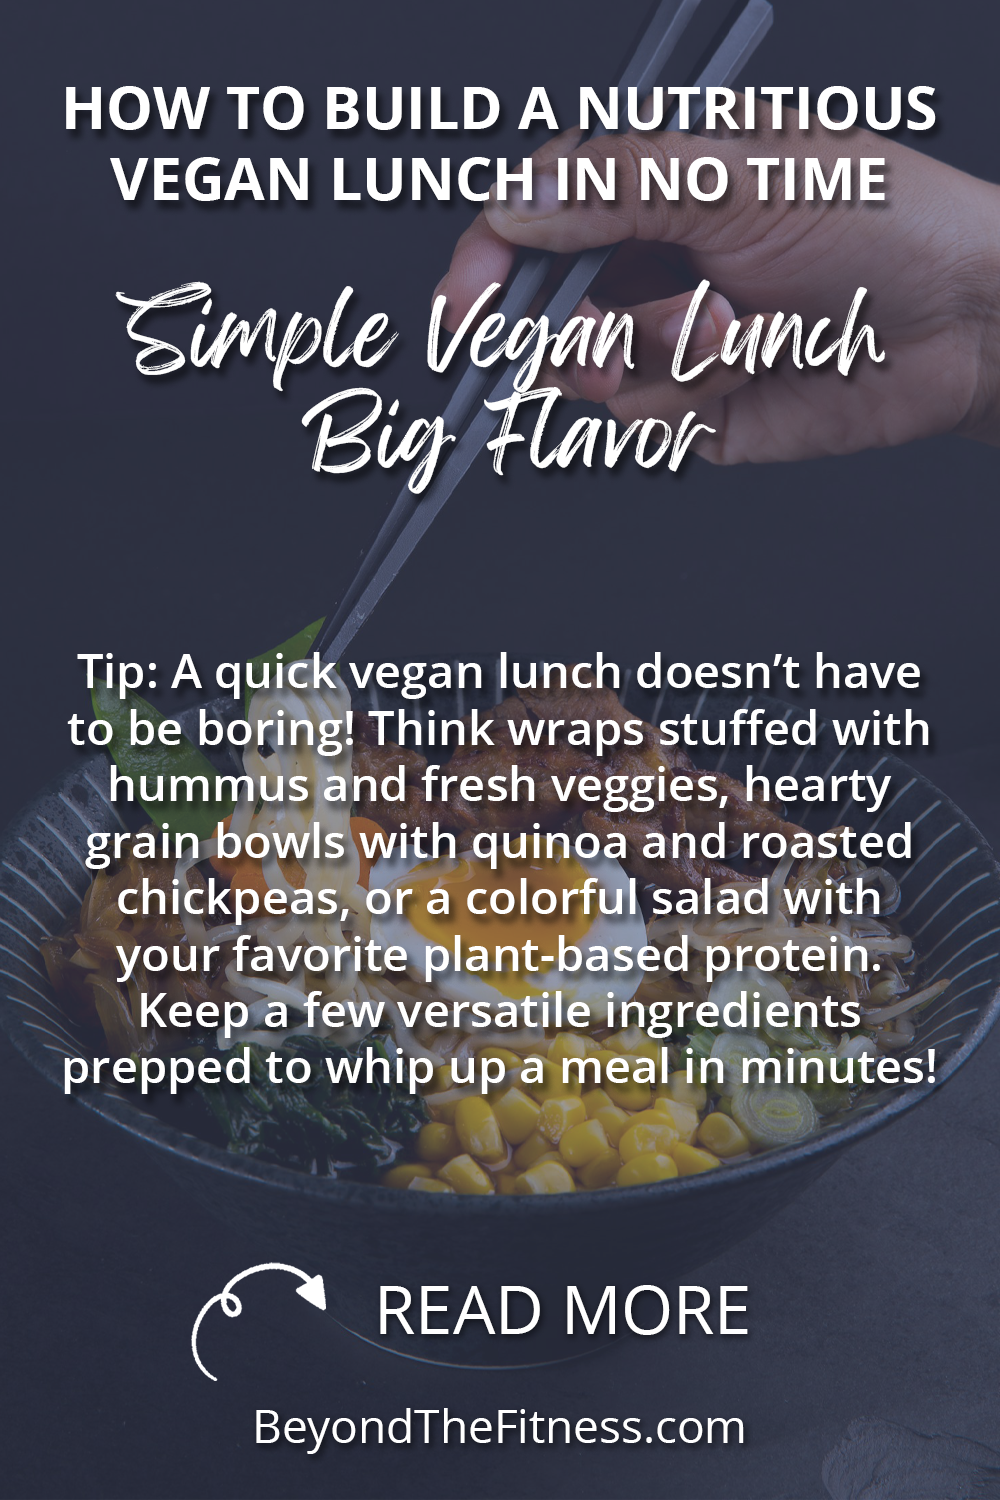 HOW TO BUILD A NUTRITIOUS
VEGAN LUNCH IN NO TIME
Simple Vegan Lunch
Big Flavor
Tip: A quick vegan lunch doesn’t have
to be boring! Think wraps stuffed with
hummus and fresh veggies, hearty
grain bowls with quinoa and roasted
chickpeas, or a colorful salad with
your favorite plant-based protein.
Keep a few versatile ingredients
prepped to whip up a meal in minutes!
READ MORE
BeyondTheFitness.com